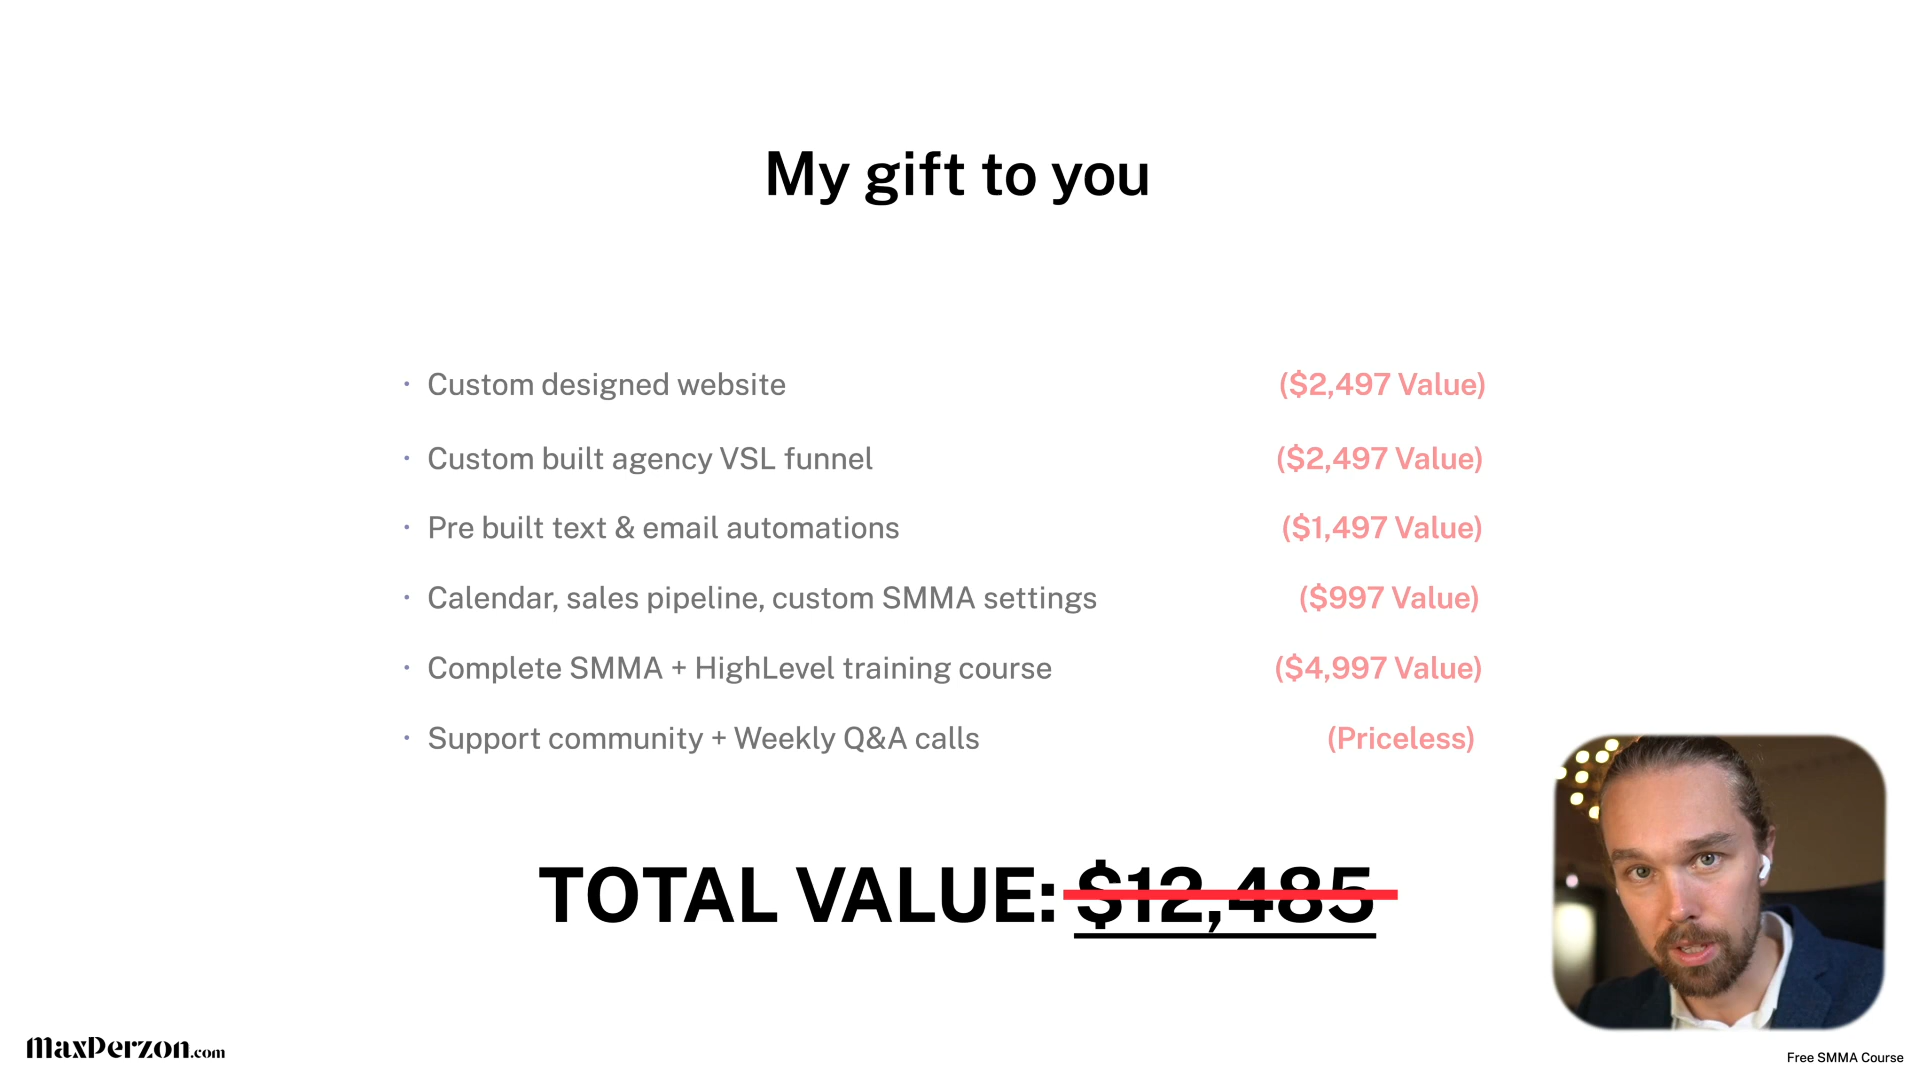 My gift to you
· Custom designed website ($2,497 Value)
· Custom built agency VSL funnel ($2,497 Value)
· Pre built text & email automations ($1,497 Value)
· Calendar, sales pipeline, custom SMMA settings ($997 Value)
· Complete SMMA + HighLevel training course ($4,997 Value)
· Support community + Weekly Q&A calls (Priceless)
TOTAL VALUE: $12,485
MaxPerzon.com
Free SMMA Course